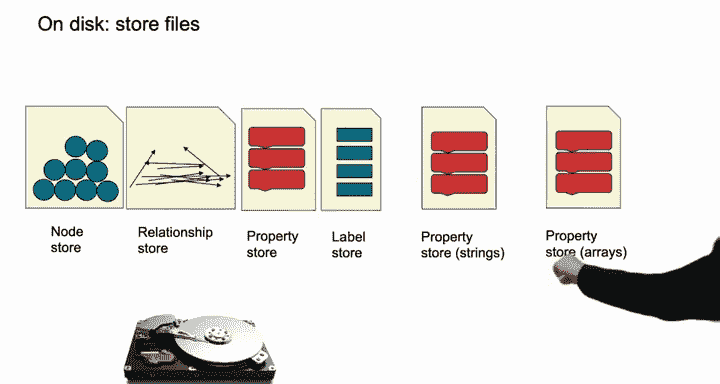 On disk: store files
Node
store
Relationship
store
Property
store
Label
store
Property
store (strings)
Property
store (arrays)